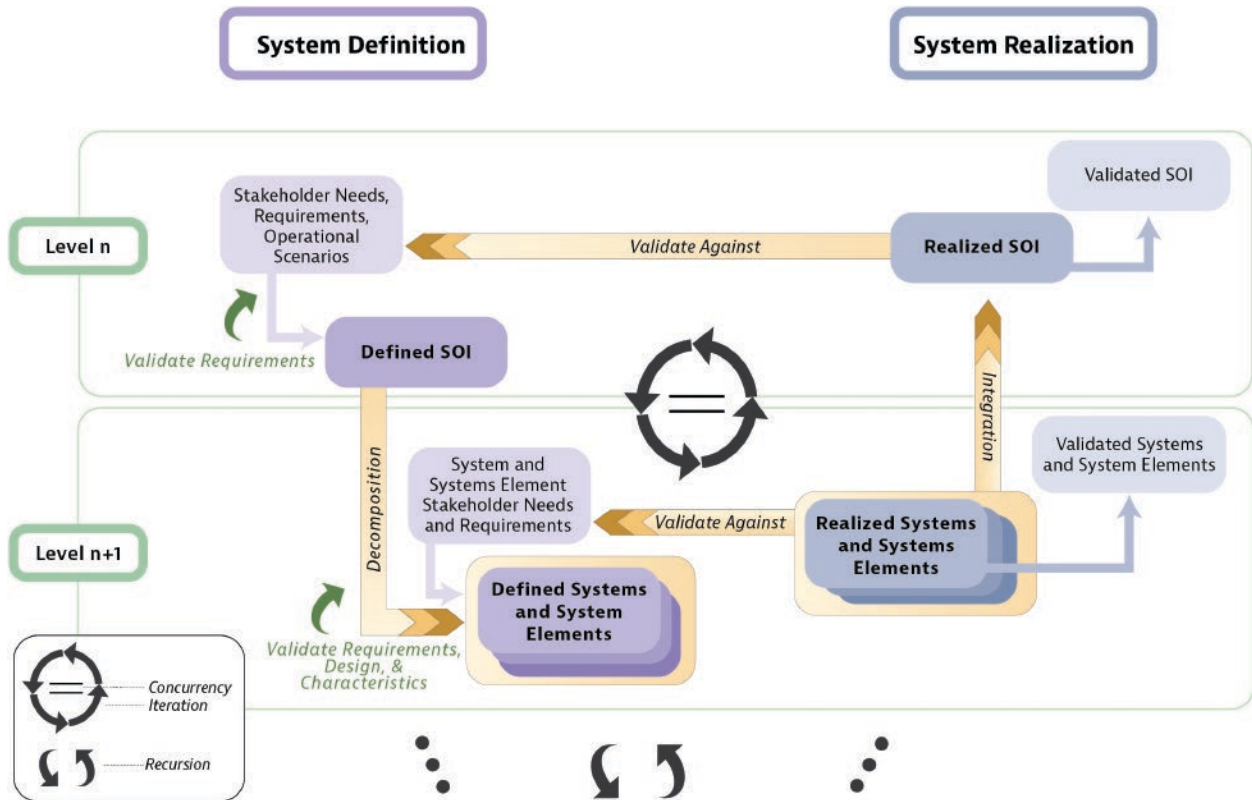 System Definition
System Realization
Level n
Stakeholder Needs,
Requirements,
Operational
Scenarios
Validate Against
Realized SOI
Validated SOI
Validate Requirements
Defined SOI
Integration
Level n+1
Decomposition
System and
Systems Element
Stakeholder Needs
and Requirements
Validate Against
Realized Systems
and Systems
Elements
Validated Systems
and System Elements
Defined Systems
and System
Elements
Validate Requirements,
Design, &
Characteristics
Concurrency
Iteration
Recursion